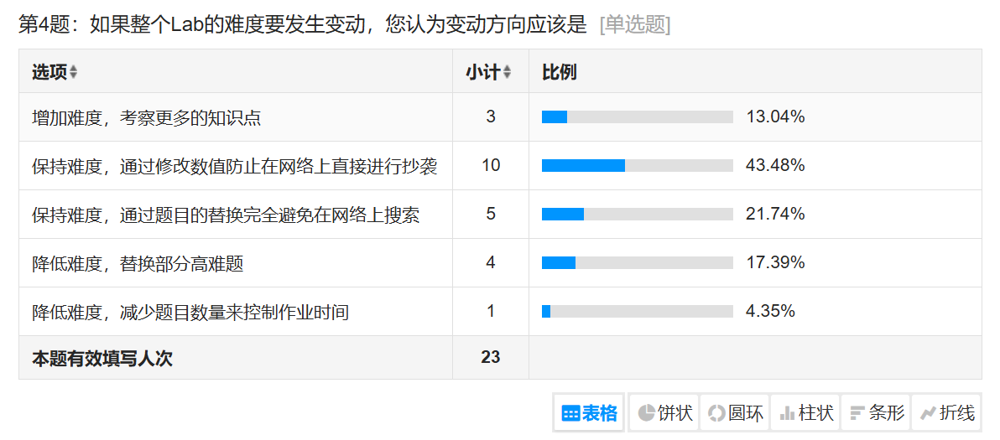 第4题：如果整个Lab的难度要发生变动，您认为变动方向应该是 [单选题]
选项 小计 比例
增加难度，考察更多的知识点 3 13.04%
保持难度，通过修改数值防止在网络上直接进行抄袭 10 43.48%
保持难度，通过题目的替换完全避免在网络上搜索 5 21.74%
降低难度，替换部分高难题 4 17.39%
降低难度，减少题目数量来控制作业时间 1 4.35%
本题有效填写人次 23
表格 饼状 圆环 柱状 条形 折线